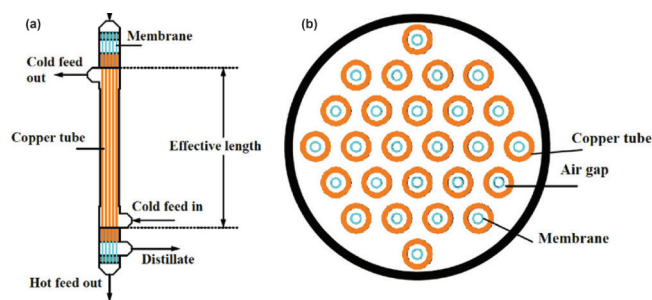 (a)
Membrane
Cold feed
out
Copper tube
Effective length
Cold feed in
Distillate
Hot feed out
(b)
Copper tube
Air gap
Membrane